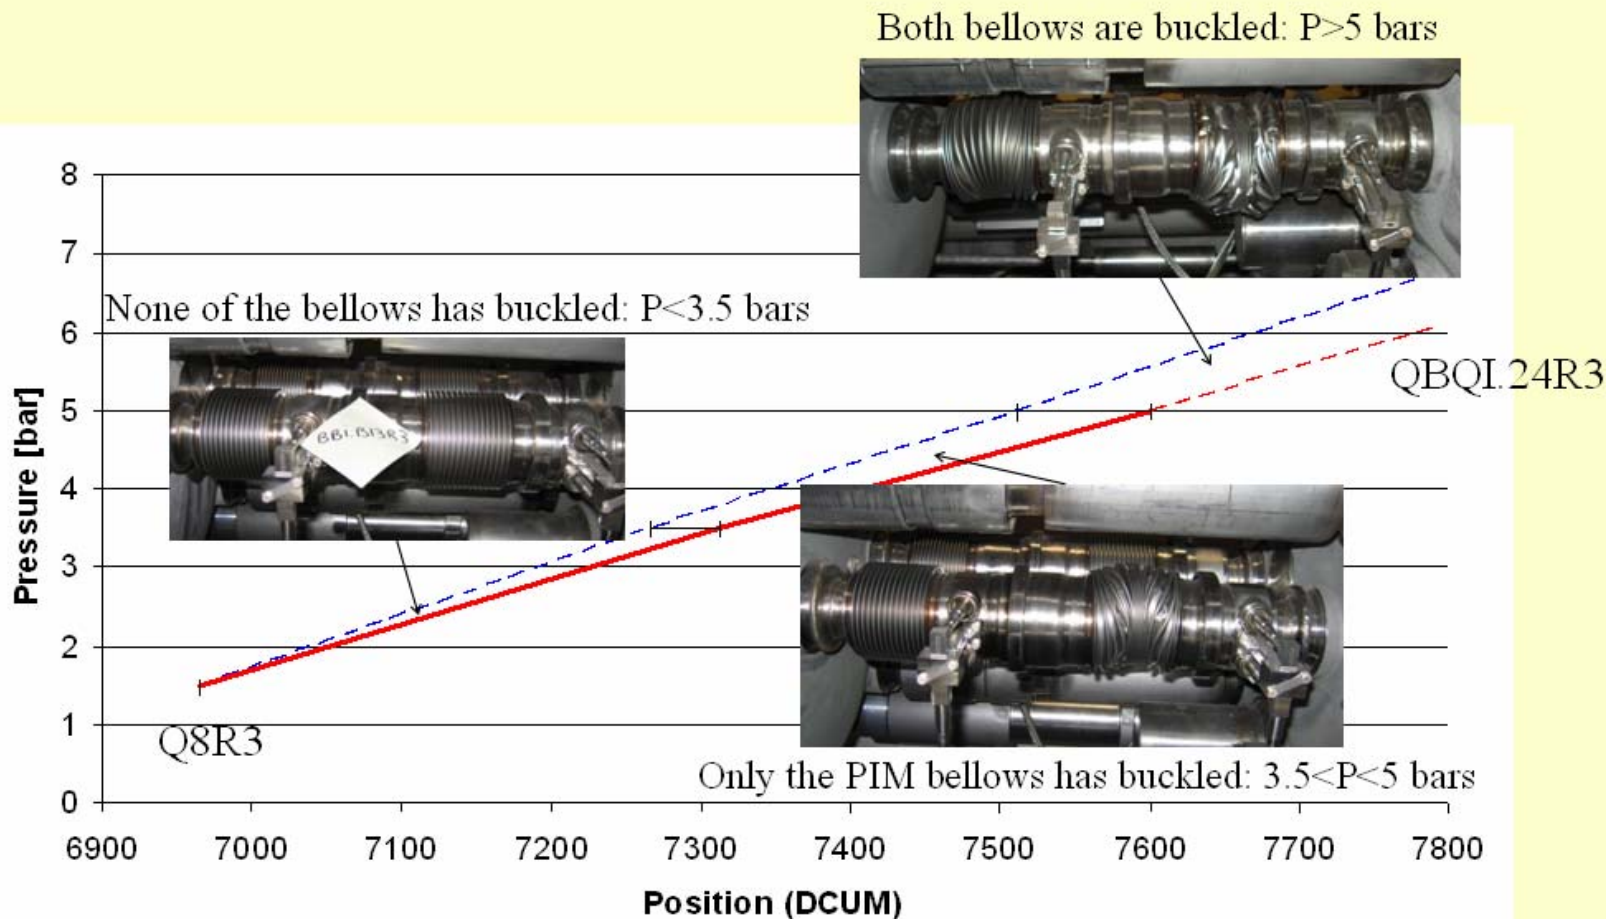 Both bellows are buckled: P>5 bars
8
7
None of the bellows has buckled: P<3.5 bars
6
QBQI.24R3
5
BB1.B13R3
4
3
2
1
Q8R3
Only the PIM bellows has buckled: 3.5<P<5 bars
0
Pressure [bar]
6900 7000 7100 7200 7300 7400 7500 7600 7700 7800
Position (DCUM)